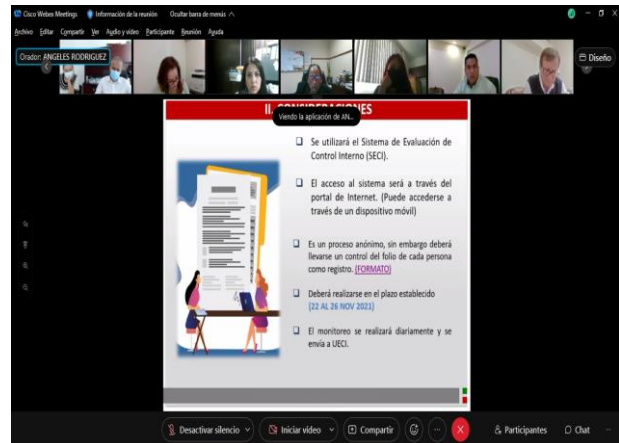 Cisco Webex Meetings Información de la reunión Ocultar barra de menús
Archivo Editar Compartir Ver Audio y video Participante Reunión Ayuda
Orador: ANGELES RODRIGUEZ
Diseño
II. CONSIDERACIONES
Viendo la aplicación de AN...
Se utilizará el Sistema de Evaluación de
Control Interno (SECI).
El acceso al sistema será a través del
portal de Internet. (Puede accederse a
través de un dispositivo móvil)
Es un proceso anónimo, sin embargo deberá
llevarse un control del folio de cada persona
como registro. (FORMATO)
Deberá realizarse en el plazo establecido
(22 AL 26 NOV 2021)
El monitoreo se realizará diariamente y se
envía a UECI.
Desactivar silencio Iniciar video Compartir Participantes Chat